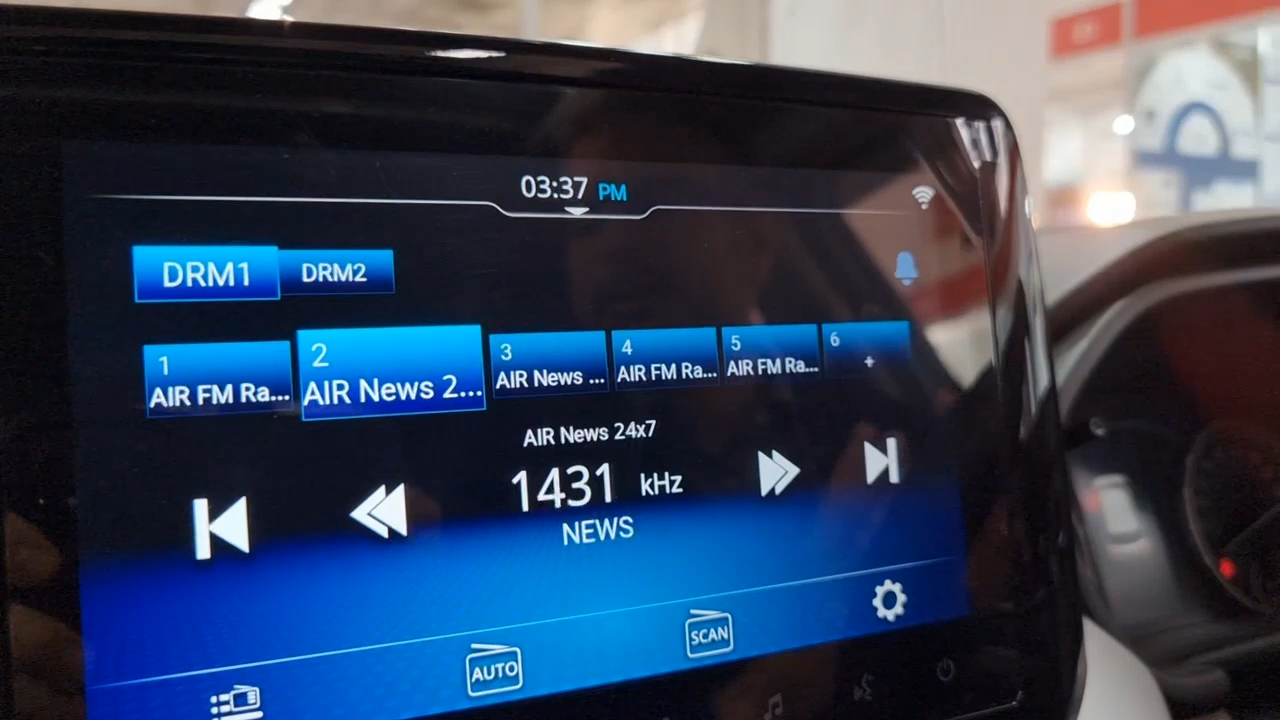 03:37 PM
DRM1 DRM2
1 2 3 4 5 6
AIR FM Ra... AIR News 2... AIR News ... AIR FM Ra... AIR FM Ra... +
AIR News 24x7
1431 kHz
NEWS
AUTO SCAN